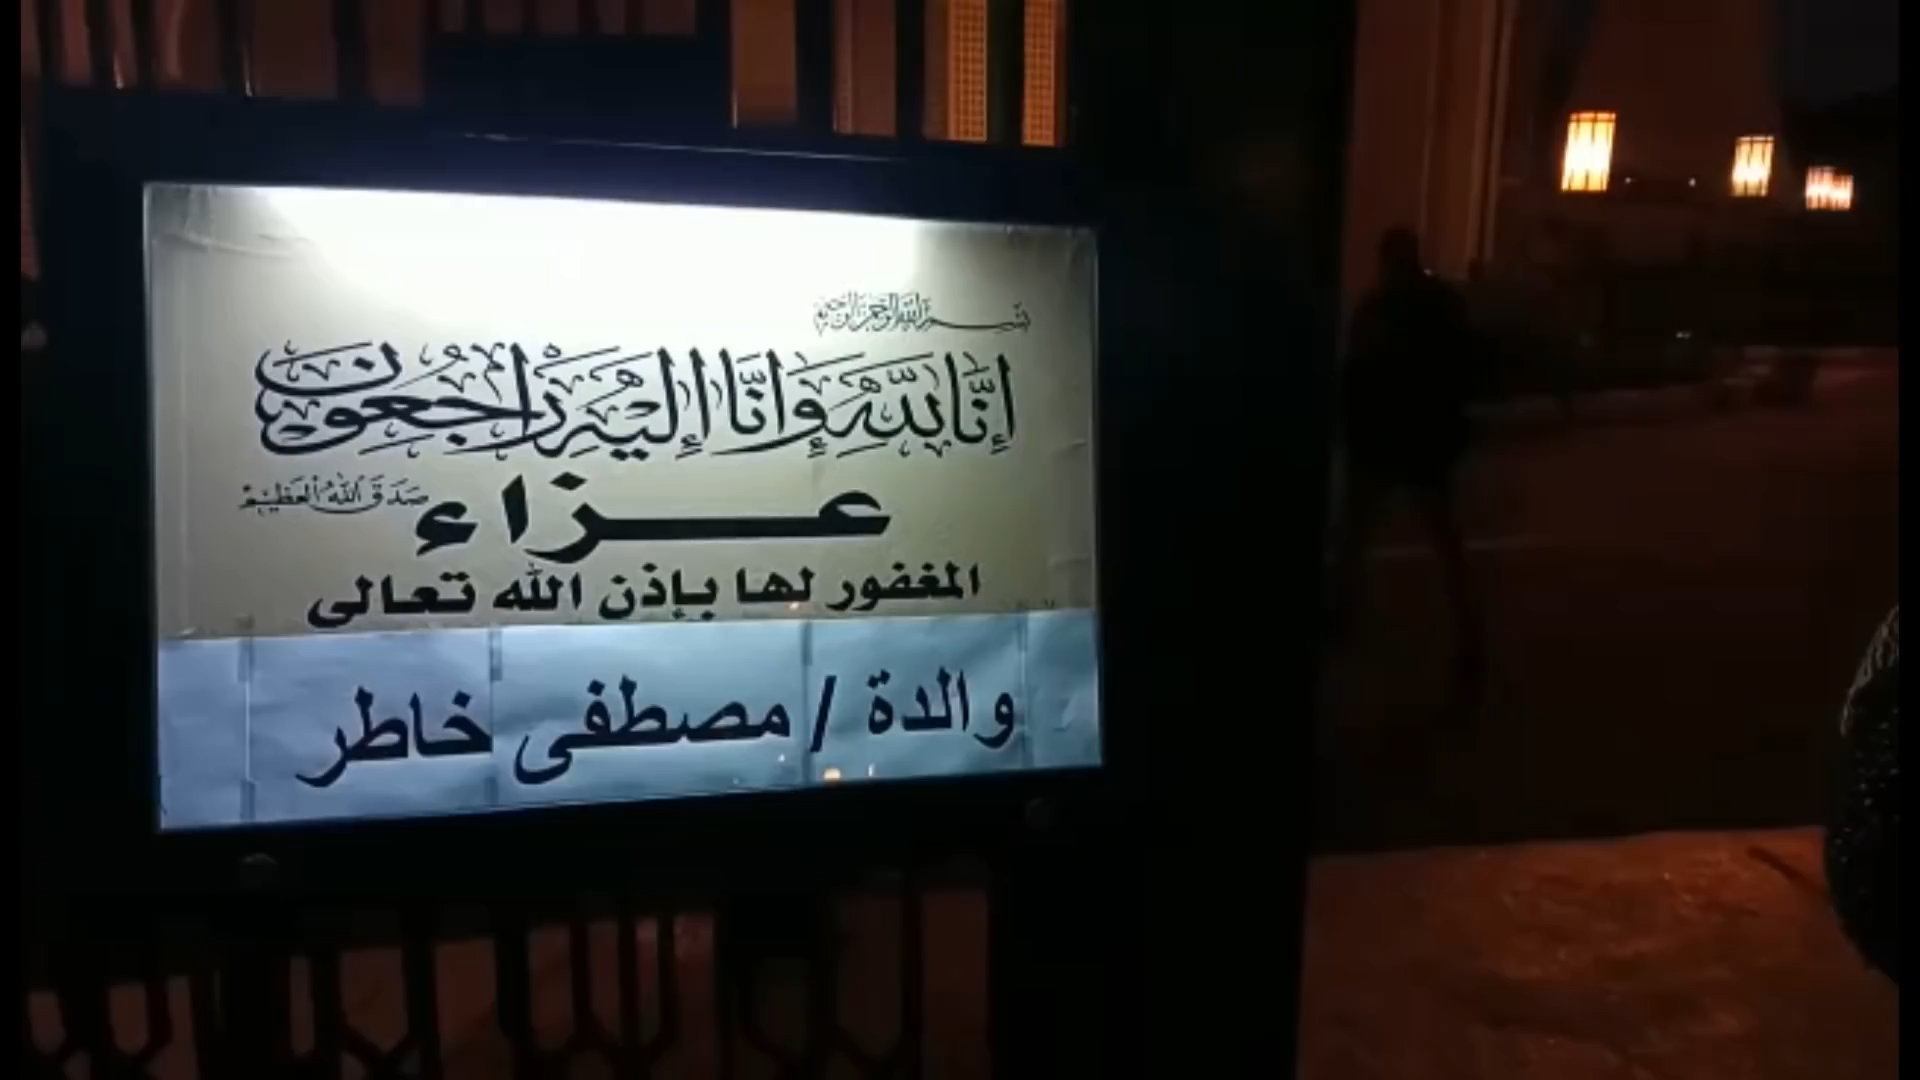 بسم الله الرحمن الرحيم
إنا لله وإنا إليه راجعون
صدق الله العظيم
عزاء
المغفور لها بإذن الله تعالى
والدة / مصطفى خاطر